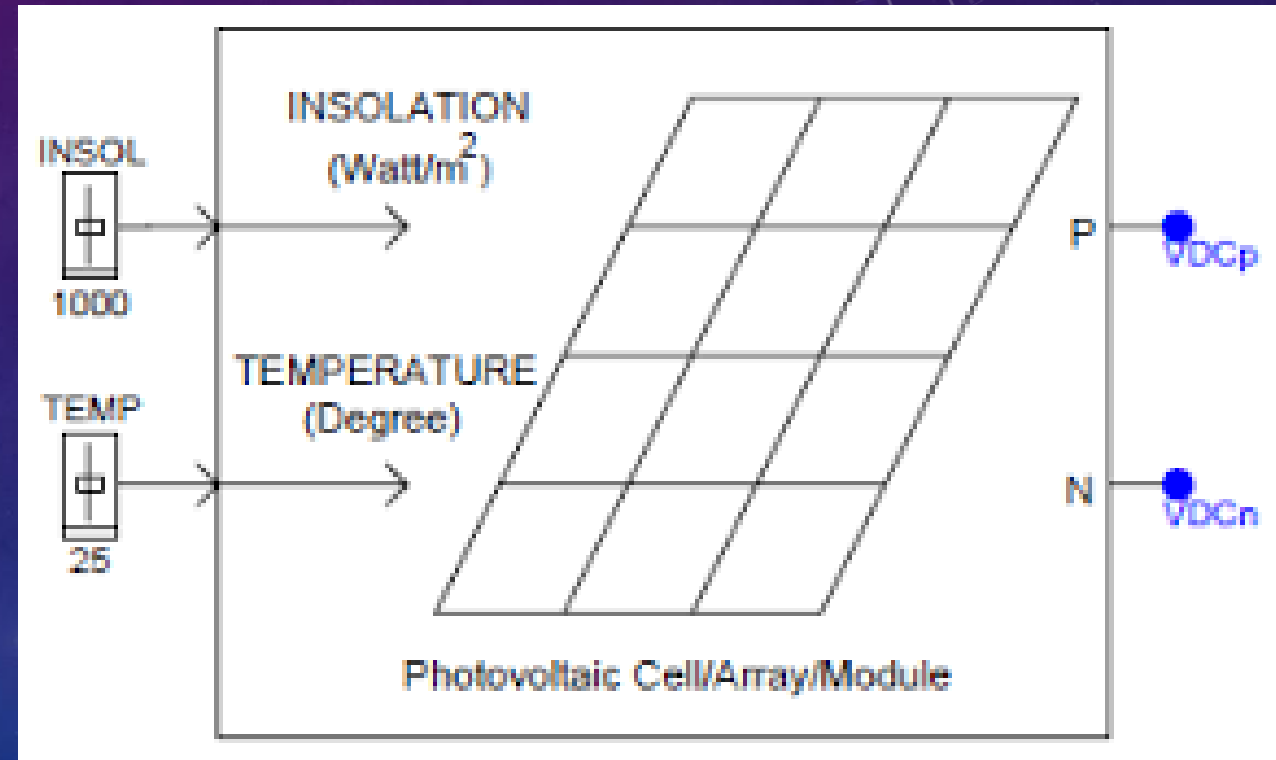 INSOL
1000
INSOLATION
(Watt/m²)
TEMP
25
TEMPERATURE
(Degree)
P
VDCp
N
VDCn
Photovoltaic Cell/Array/Module